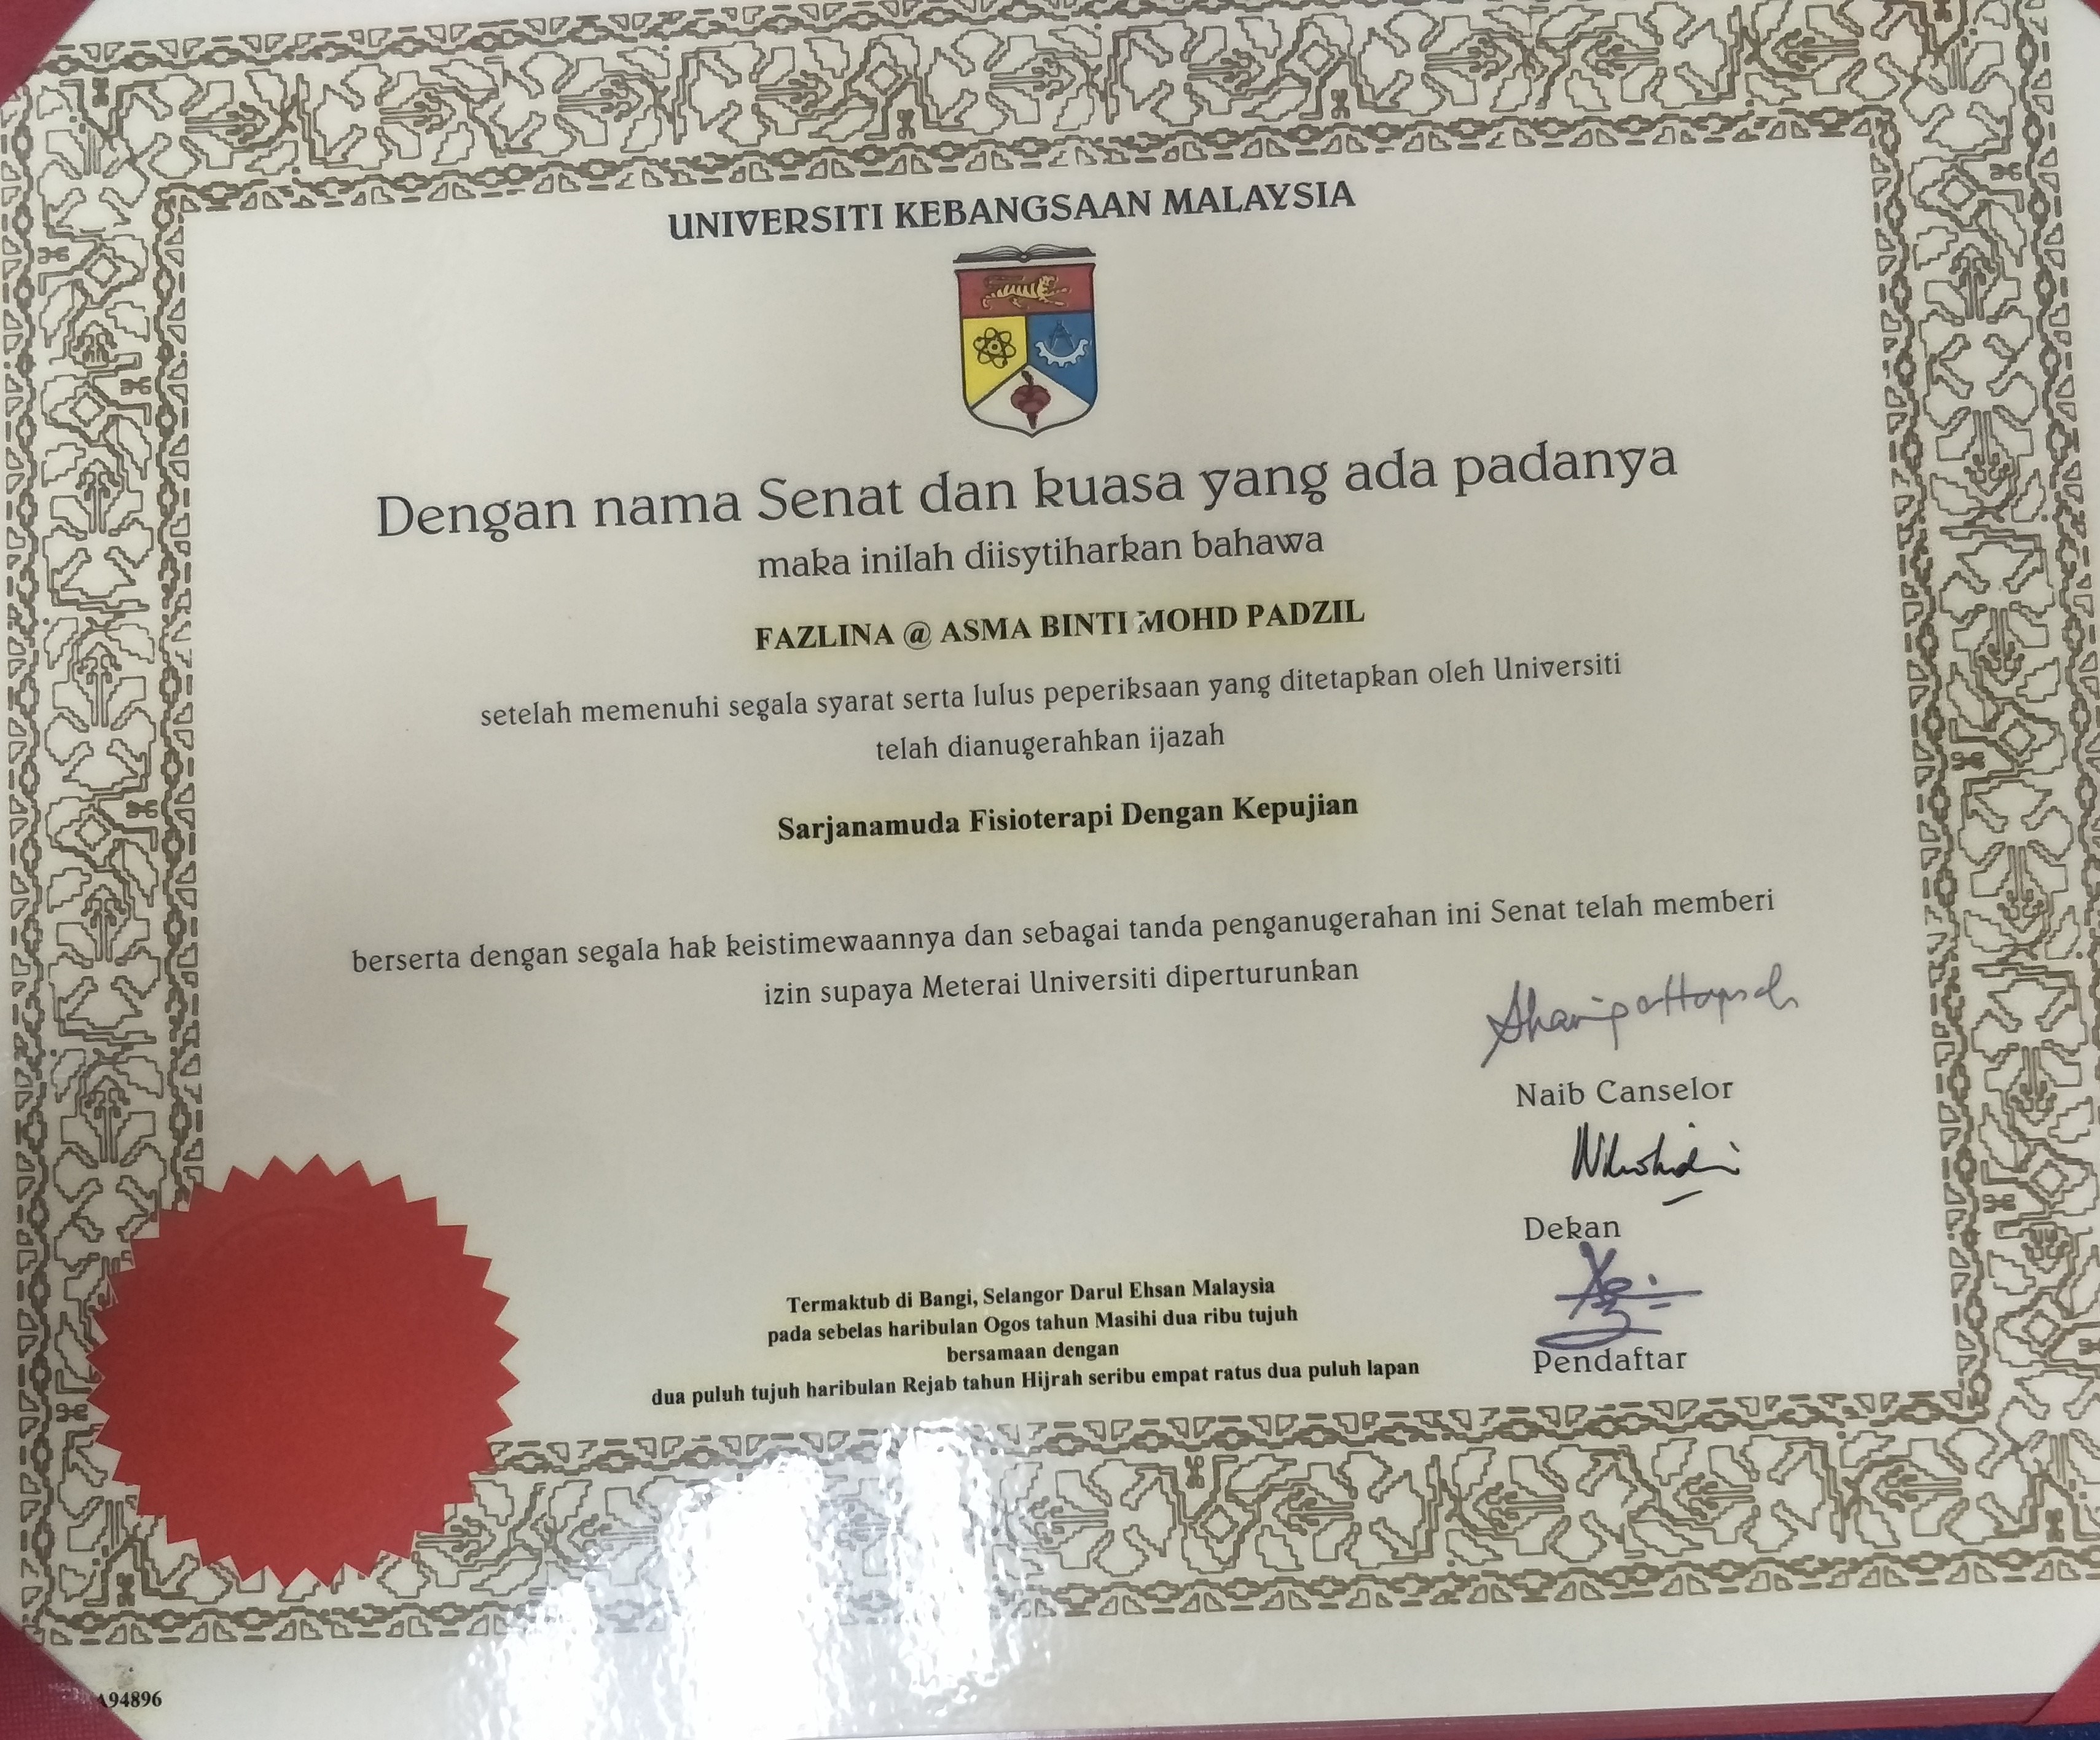 UNIVERSITI KEBANGSAAN MALAYSIA
Dengan nama Senat dan kuasa yang ada padanya
maka inilah diisytiharkan bahawa
FAZLINA @ ASMA BINTI MOHD PADZIL
setelah memenuhi segala syarat serta lulus peperiksaan yang ditetapkan oleh Universiti
telah dianugerahkan ijazah
Sarjanamuda Fisioterapi Dengan Kepujian
berserta dengan segala hak keistimewaannya dan sebagai tanda penganugerahan ini Senat telah memberi
izin supaya Meterai Universiti diperturunkan
Naib Canselor
Dekan
Pendaftar
Termaktub di Bangi, Selangor Darul Ehsan Malaysia
pada sebelas haribulan Ogos tahun Masihi dua ribu tujuh
bersamaan dengan
dua puluh tujuh haribulan Rejab tahun Hijrah seribu empat ratus dua puluh lapan
A94896